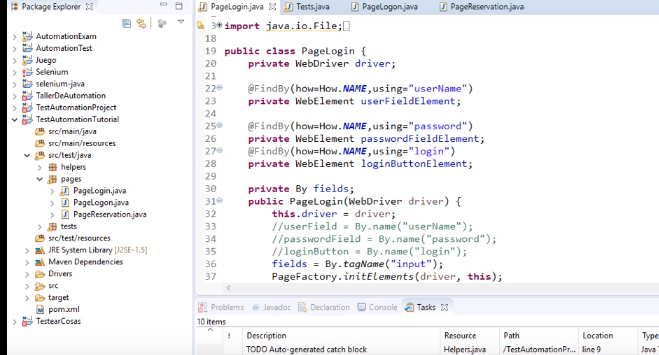 Package Explorer
AutomationExam
AutomationTest
Juego
Selenium
selenium-java
TallerDeAutomation
TestAutomationProject
TestAutomationTutorial
src/main/java
src/main/resources
src/test/java
helpers
pages
PageLogin.java
PageLogon.java
PageReservation.java
tests
src/test/resources
JRE System Library [J2SE-1.5]
Maven Dependencies
Drivers
src
target
pom.xml
TestearCosas
PageLogin.java Tests.java PageLogon.java PageReservation.java
3 import java.io.File;
18
19 public class PageLogin {
20 private WebDriver driver;
21
22 @FindBy(how=How.NAME,using="userName")
23 private WebElement userFieldElement;
24
25 @FindBy(how=How.NAME,using="password")
26 private WebElement passwordFieldElement;
27 @FindBy(how=How.NAME,using="login")
28 private WebElement loginButtonElement;
29
30 private By fields;
31 public PageLogin(WebDriver driver) {
32 this.driver = driver;
33 //userField = By.name("userName");
34 //passwordField = By.name("password");
35 //loginButton = By.name("login");
36 fields = By.tagName("input");
37 PageFactory.initElements(driver, this);
Problems Javadoc Declaration Console Tasks
10 items
! Description Resource Path Location Type
TODO Auto-generated catch block Helpers.java /TestAutomationPr... line 9 Java